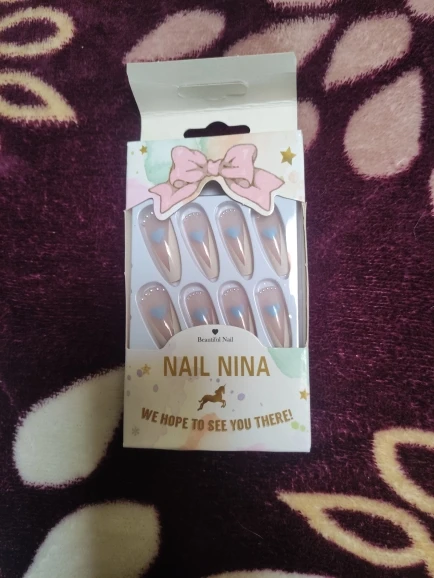 Beautiful Nail
NAIL NINA
WE HOPE TO SEE YOU THERE!